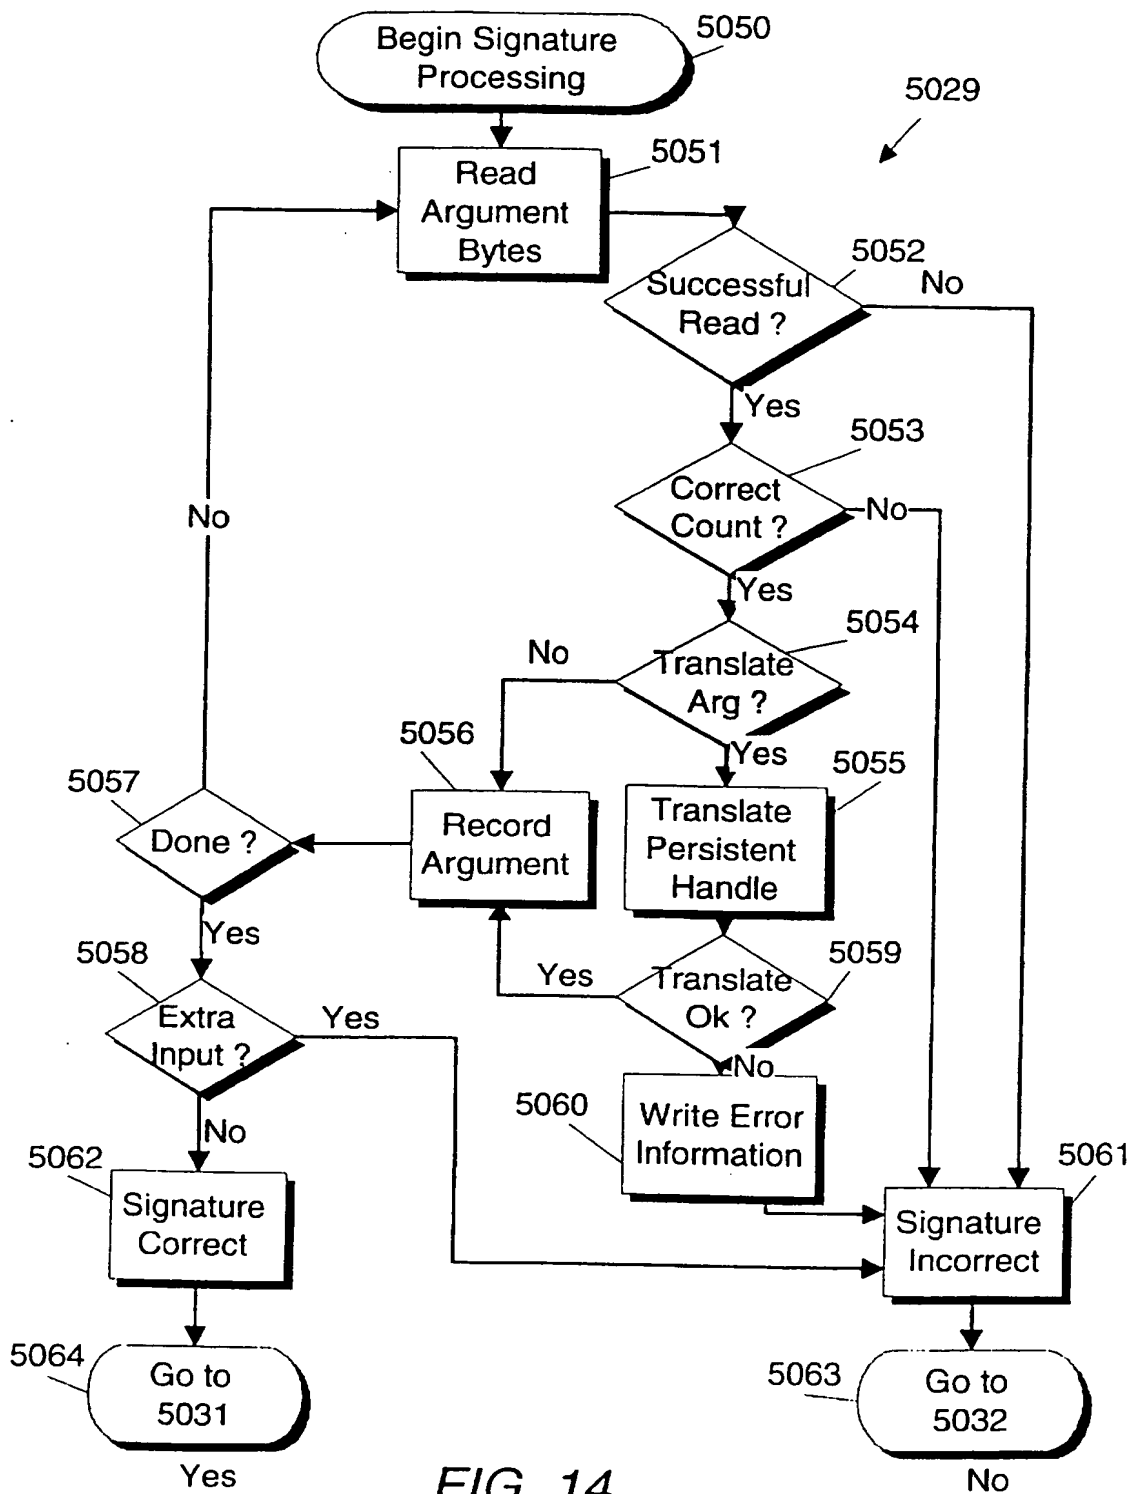 Begin Signature
Processing
5050
5029
Read
Argument
Bytes
5051
Successful
Read ?
5052
No
Yes
Correct
Count ?
5053
No
No
Yes
Translate
Arg ?
5054
No
Yes
5056
Record
Argument
5055
Translate
Persistent
Handle
5057
Done ?
Yes
5058
Extra
Input ?
Yes
Yes
Translate
Ok ?
5059
No
5060
Write Error
Information
No
5062
Signature
Correct
5061
Signature
Incorrect
5064
Go to
5031
5063
Go to
5032
Yes
FIG. 14
No